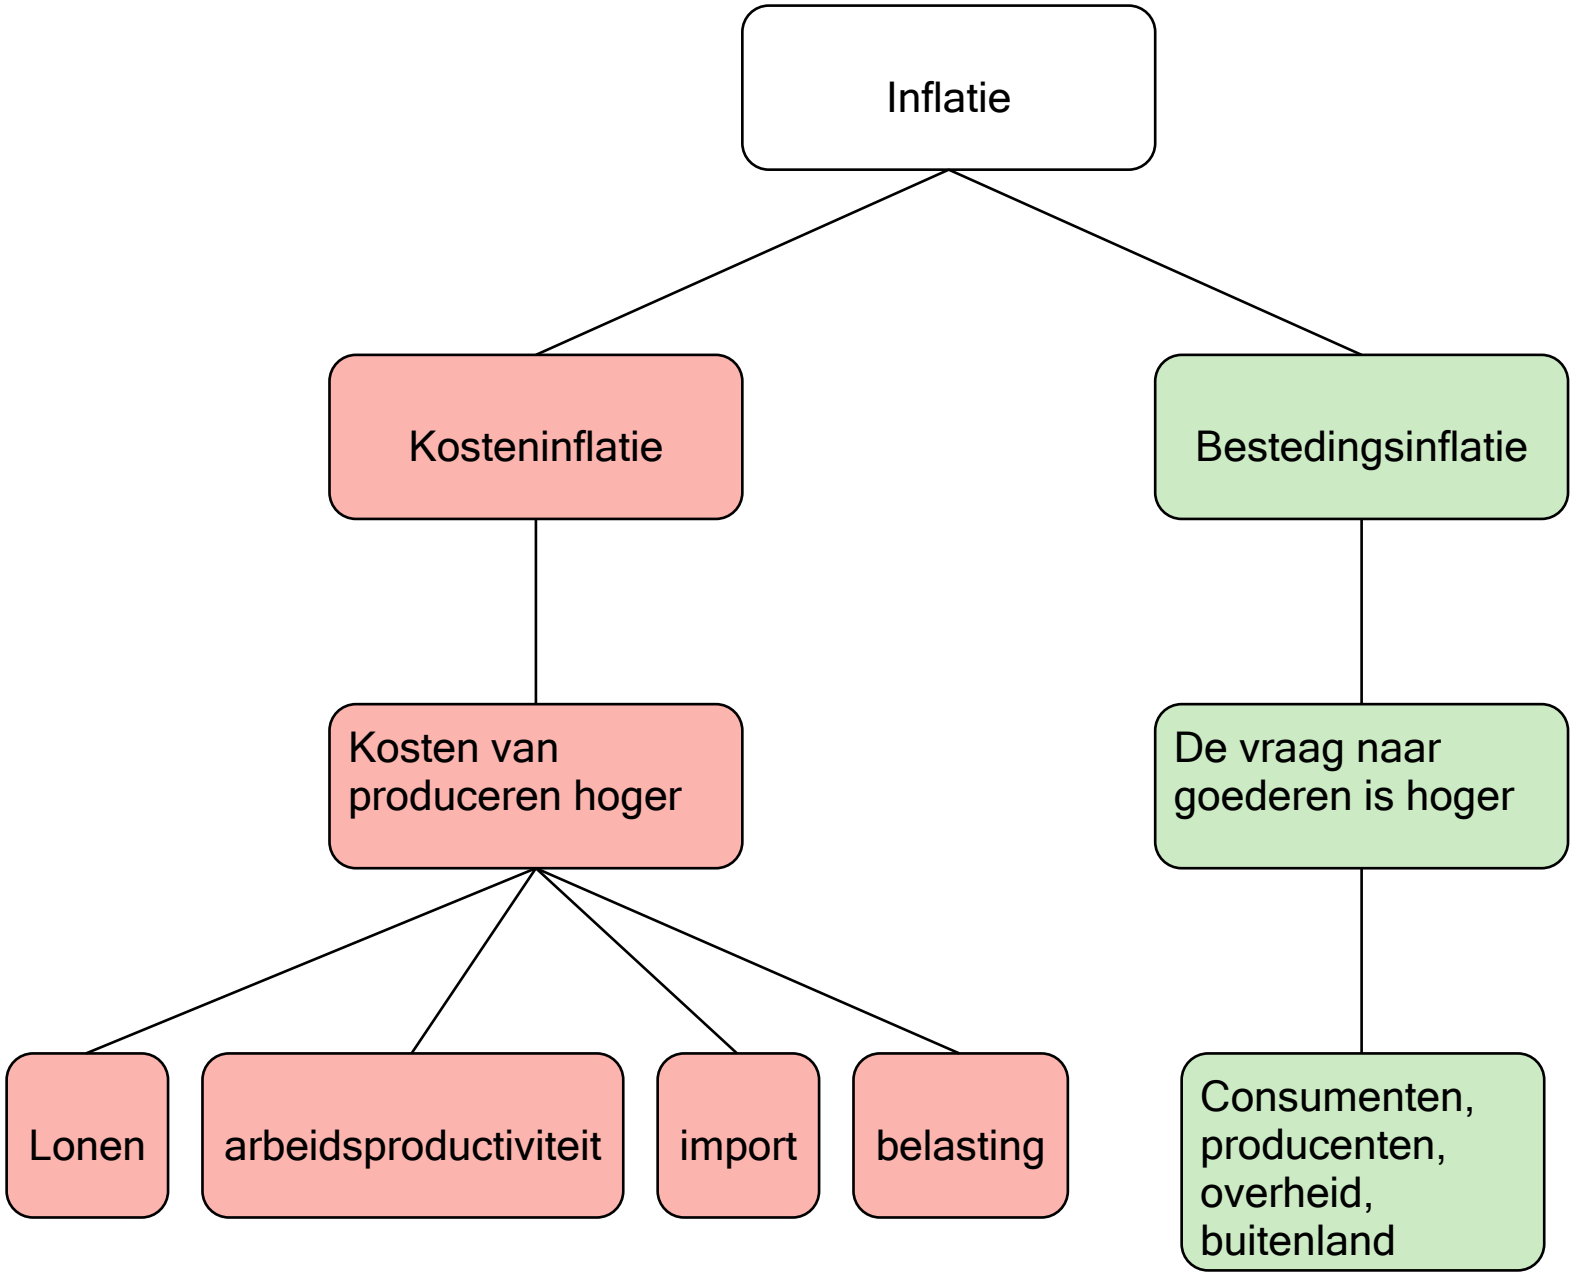 Inflatie
Kosteninflatie
Bestedingsinflatie
Kosten van
produceren hoger
De vraag naar
goederen is hoger
Lonen
arbeidsproductiviteit
import
belasting
Consumenten,
producenten,
overheid,
buitenland